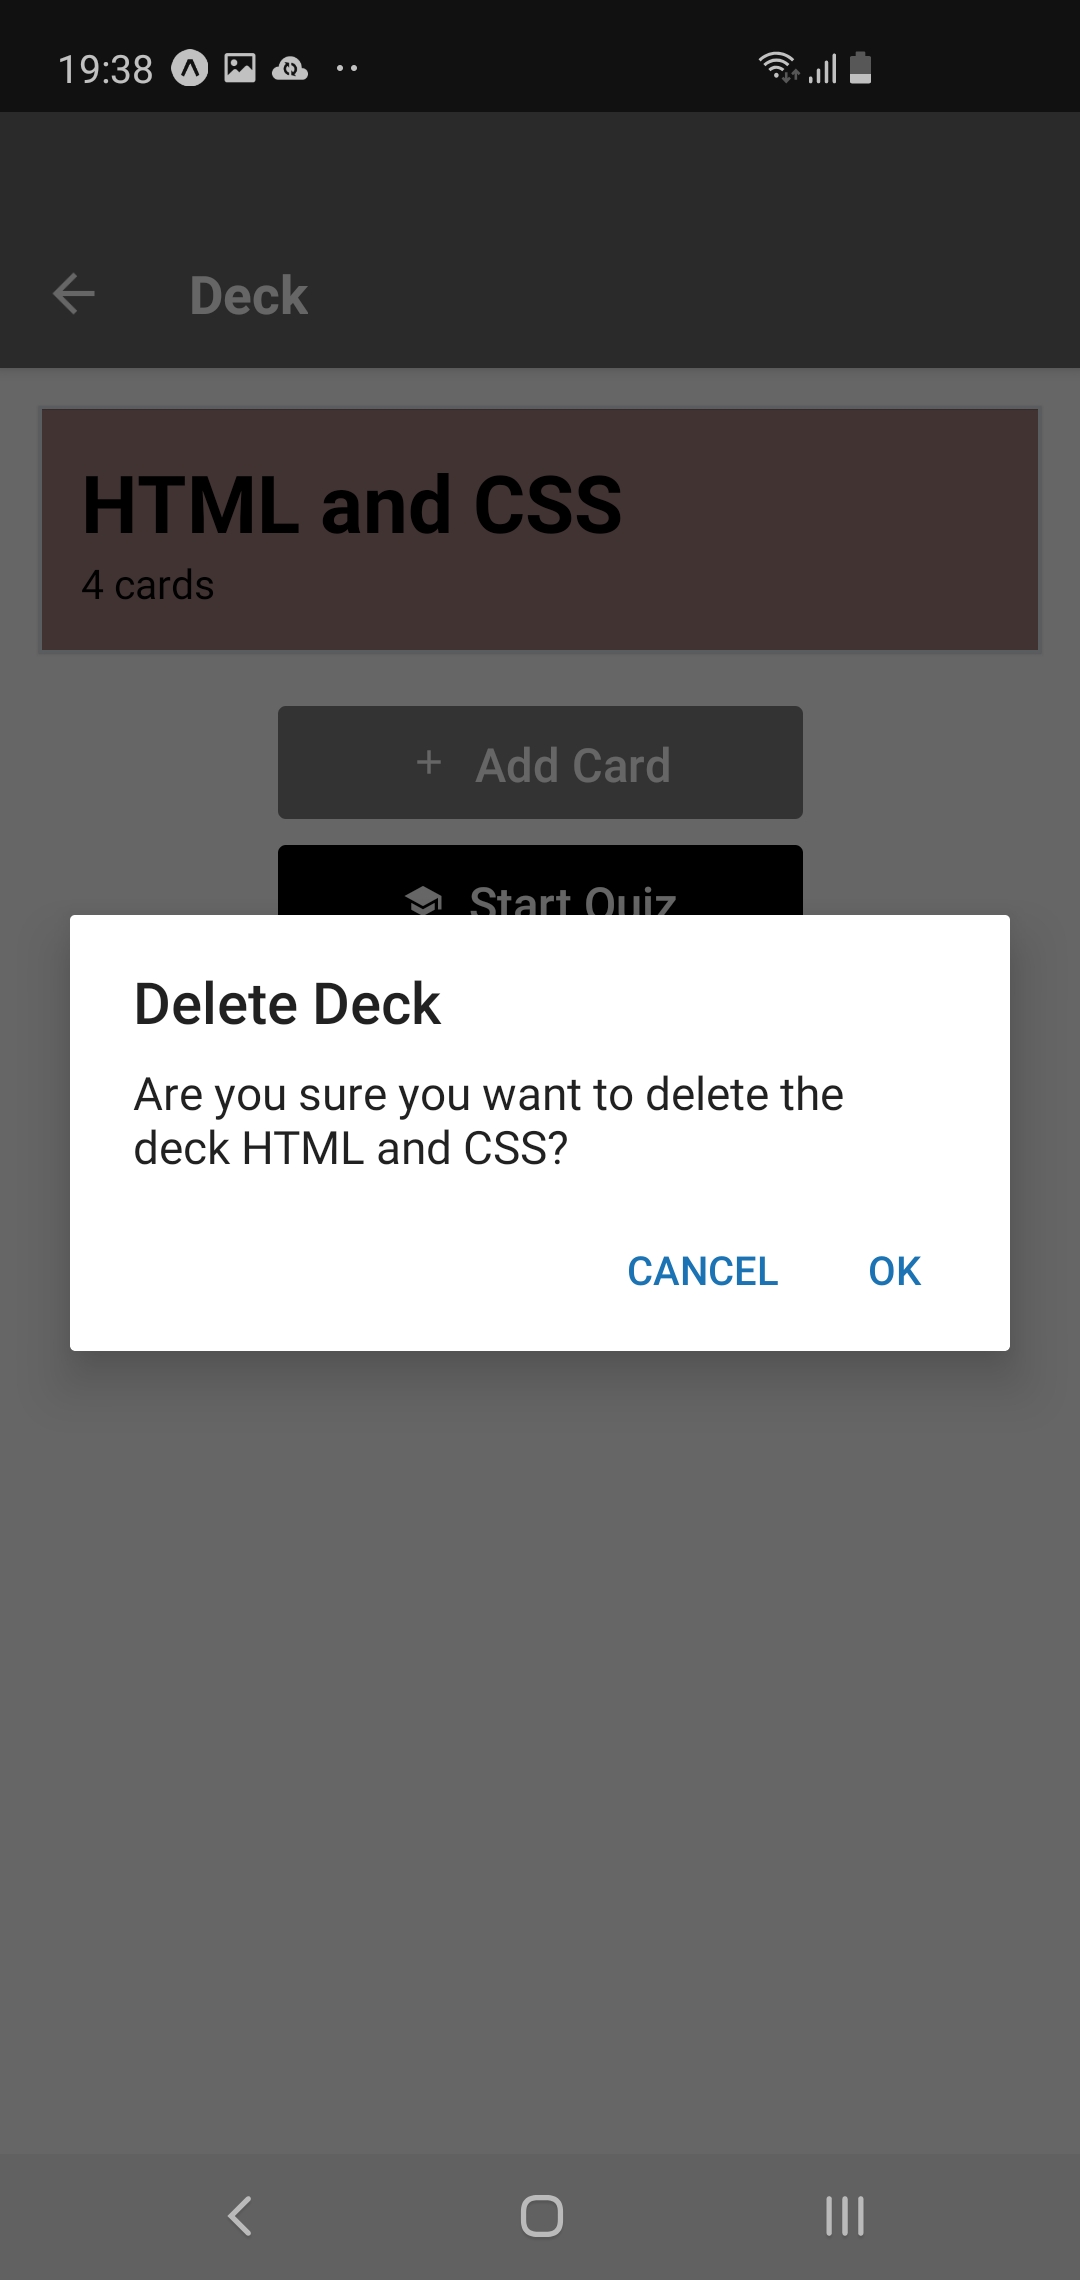 19:38
Deck
HTML and CSS
4 cards
+ Add Card
Start Quiz
Delete Deck
Are you sure you want to delete the
deck HTML and CSS?
CANCEL OK